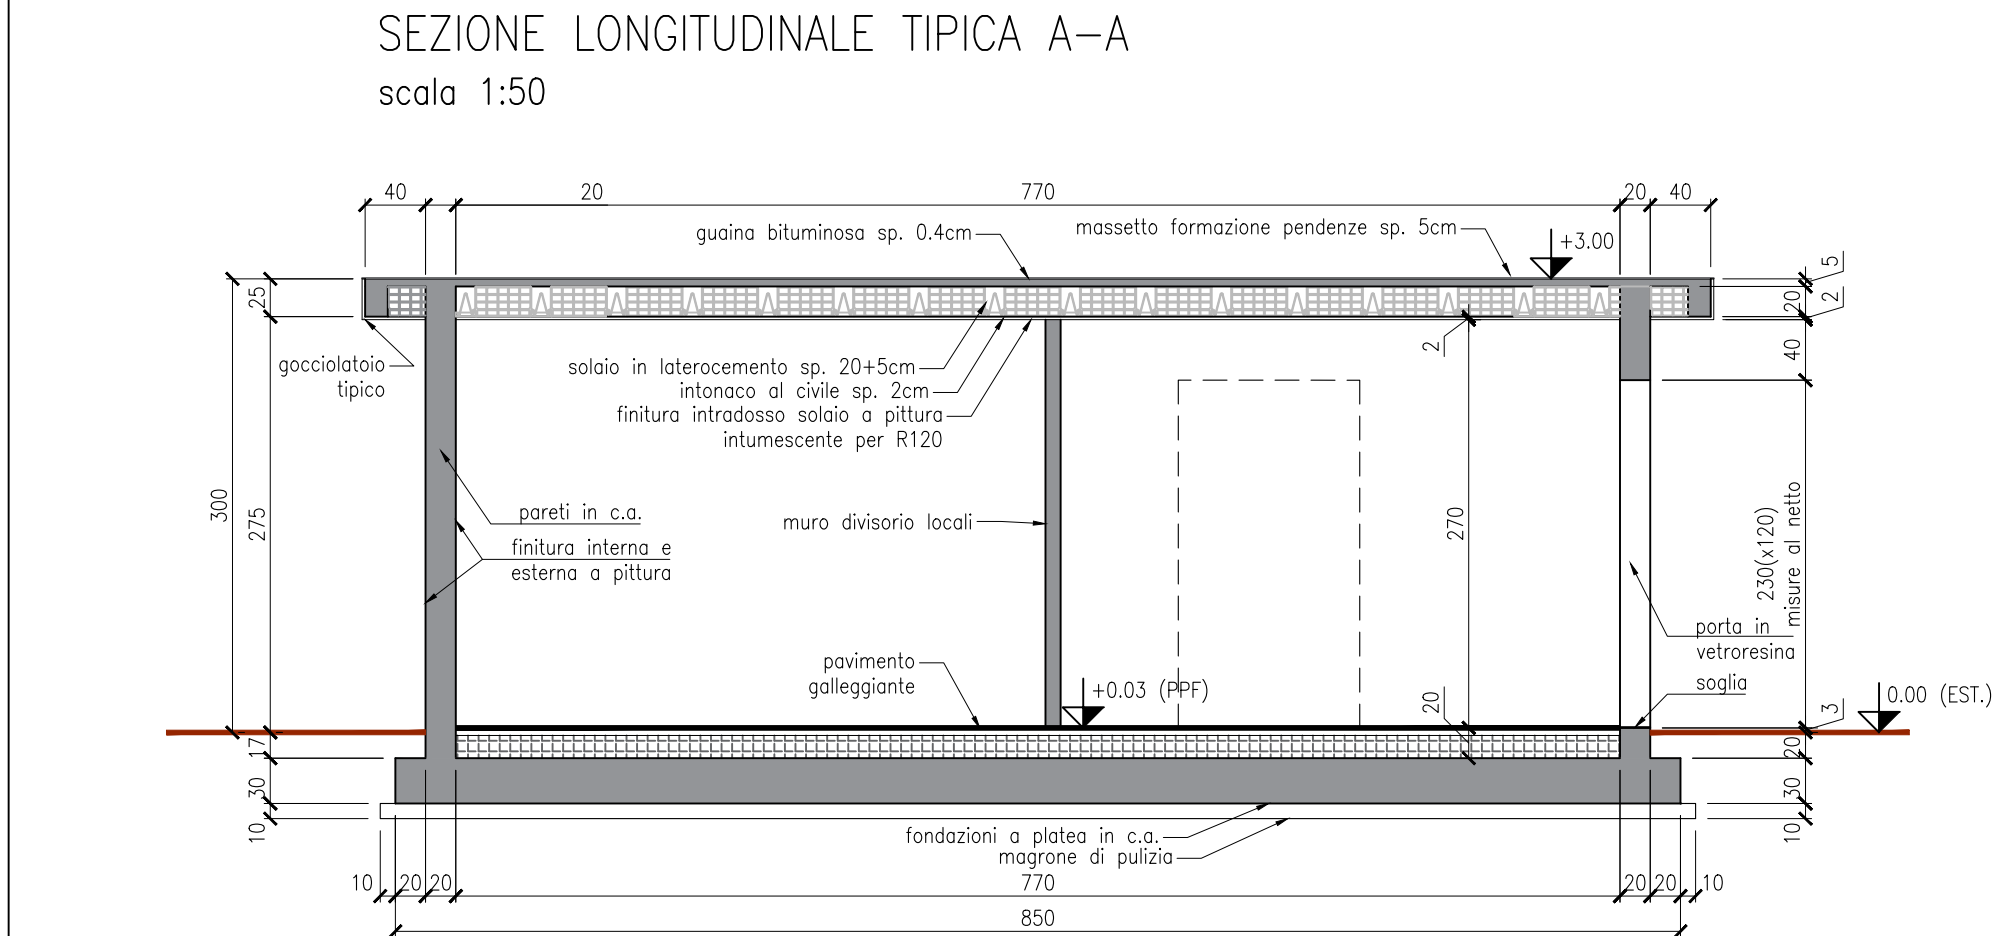 SEZIONE LONGITUDINALE TIPICA A-A
scala 1:50
40 20 770 20 40
guaina bituminosa sp. 0.4cm
massetto formazione pendenze sp. 5cm
+3.00
5
20
2
25
gocciolatoio
tipico
solaio in laterocemento sp. 20+5cm
intonaco al civile sp. 2cm
finitura intradosso solaio a pittura
intumescente per R120
2
40
300
275
pareti in c.a.
finitura interna e
esterna a pittura
muro divisorio locali
270
230(x120)
misure al netto
porta in
vetroresina
soglia
pavimento
galleggiante
+0.03 (PPF)
20
3
0.00 (EST.)
17
20
30
30
10
10
fondazioni a platea in c.a.
magrone di pulizia
10 20 20 770 20 20 10
850